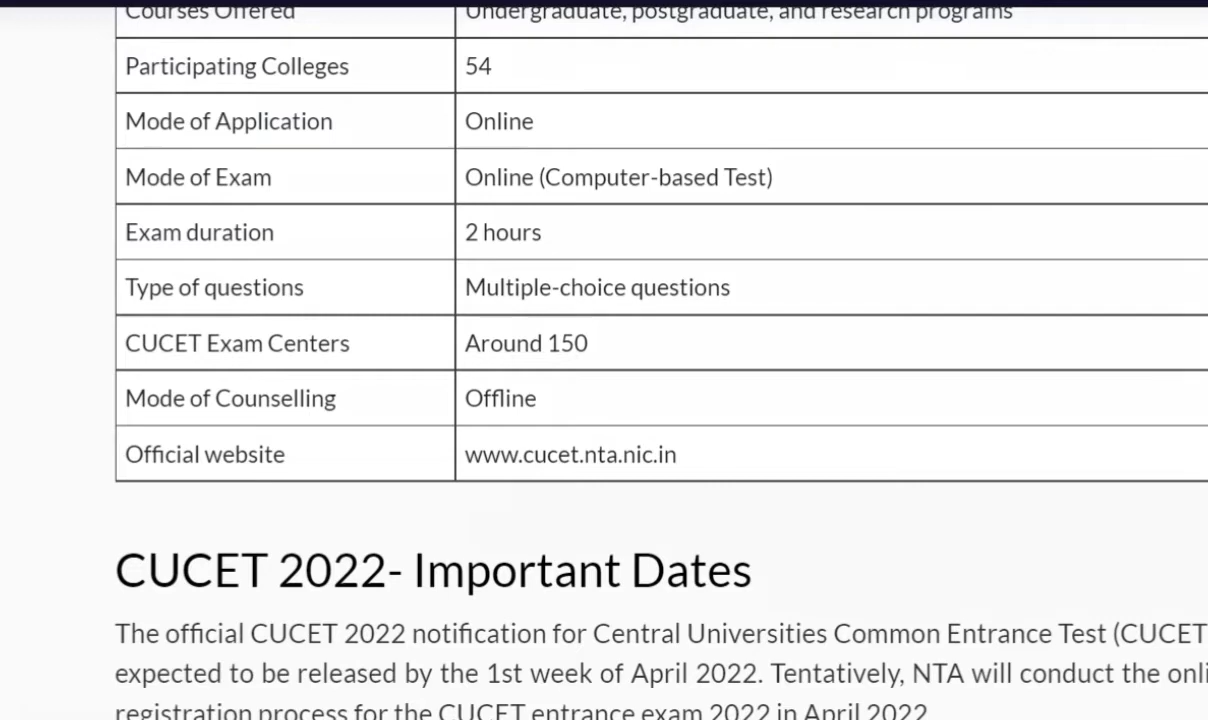 Courses Offered Undergraduate, postgraduate, and research programs
Participating Colleges 54
Mode of Application Online
Mode of Exam Online (Computer-based Test)
Exam duration 2 hours
Type of questions Multiple-choice questions
CUCET Exam Centers Around 150
Mode of Counselling Offline
Official website www.cucet.nta.nic.in
CUCET 2022- Important Dates
The official CUCET 2022 notification for Central Universities Common Entrance Test (CUCET
expected to be released by the 1st week of April 2022. Tentatively, NTA will conduct the onli
registration process for the CUCET entrance exam 2022 in April 2022